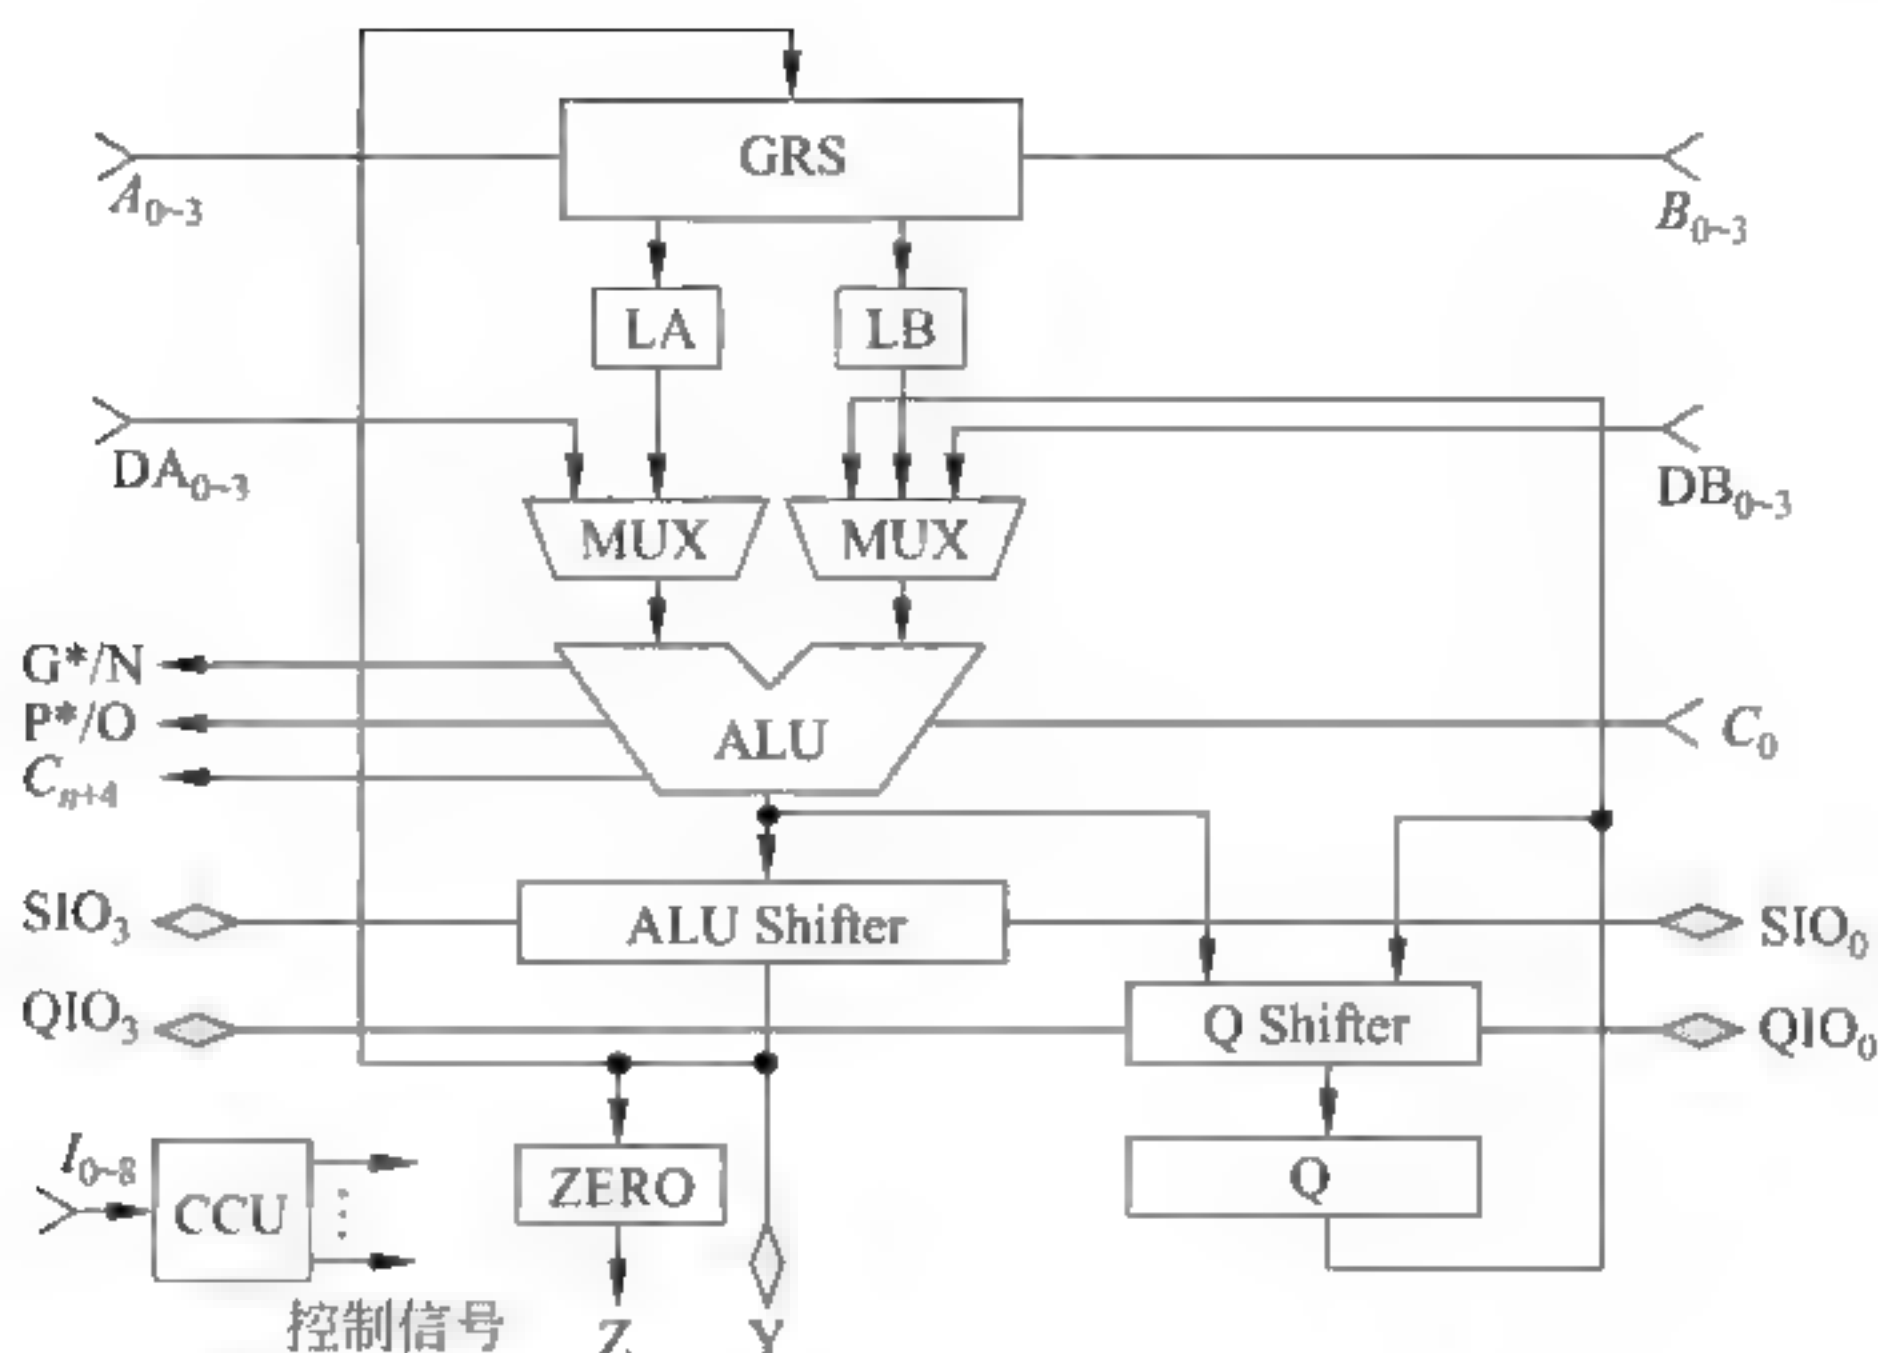 GRS
A0~3
B0~3
LA
LB
DA0~3
DB0~3
MUX
MUX
G*/N
P*/O
ALU
C0
Cn+4
SIO3
ALU Shifter
SIO0
QIO3
Q Shifter
QIO0
I0~8
CCU
ZERO
Q
控制信号
Z
Y